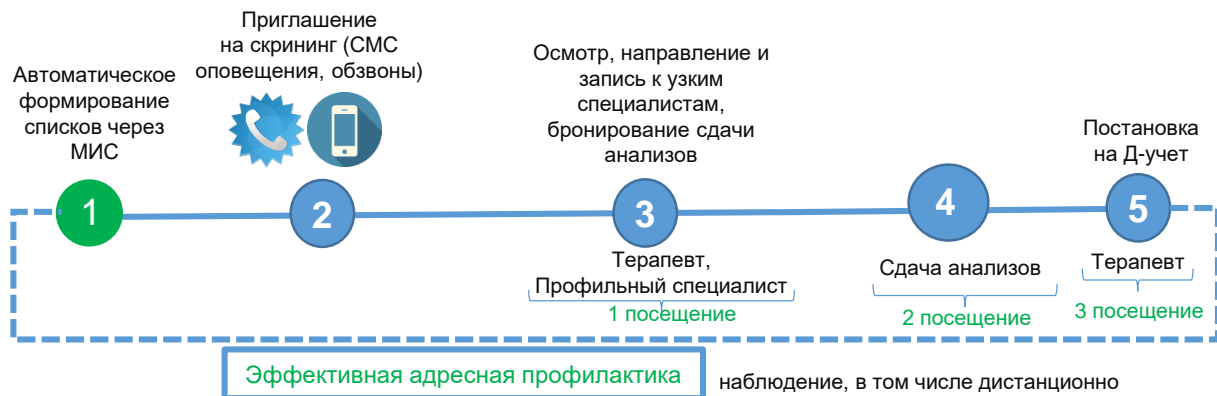 Автоматическое
формирование
списков через
МИС
1
Приглашение
на скрининг (СМС
оповещения, обзвоны)
2
Осмотр, направление и
запись к узким
специалистам,
бронирование сдачи
анализов
3
Терапевт,
Профильный специалист
1 посещение
4
Сдача анализов
2 посещение
Постановка
на Д-учет
5
Терапевт
3 посещение
Эффективная адресная профилактика
наблюдение, в том числе дистанционно